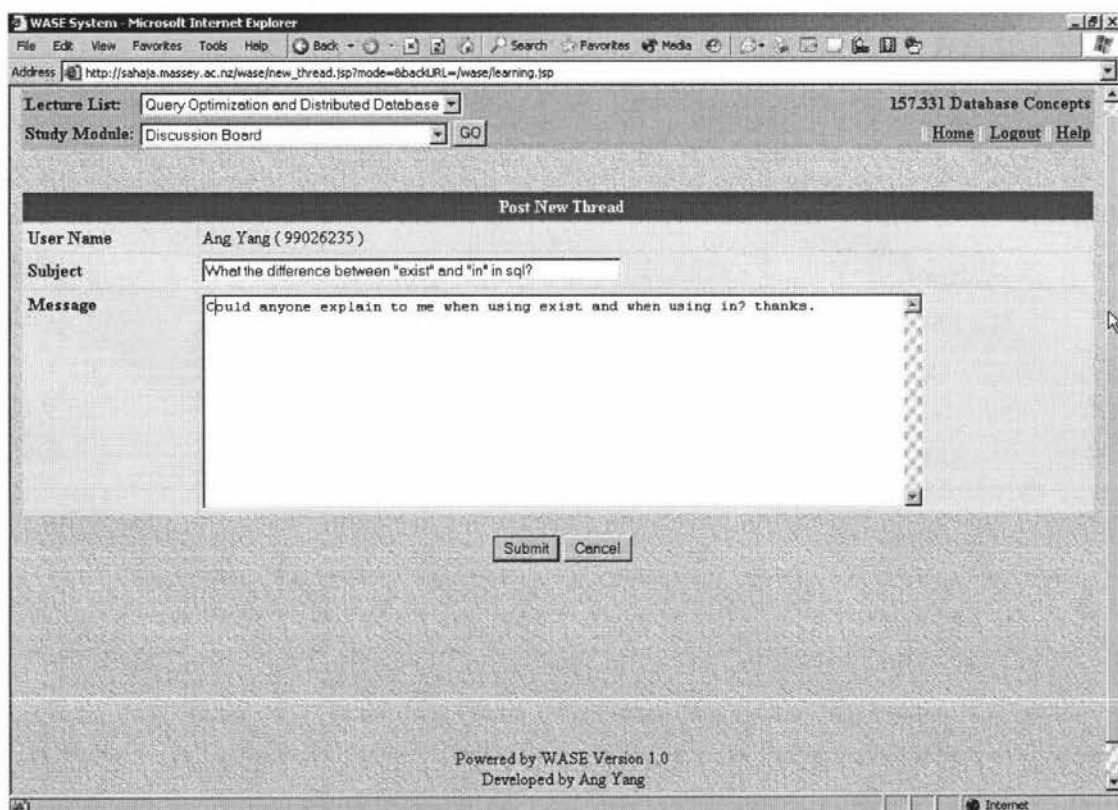 WASE System - Microsoft Internet Explorer
File Edit View Favorites Tools Help Back Search Favorites Media
Address http://sahaja.massey.ac.nz/wase/new_thread.jsp?mode=&backURL=/wase/learning.jsp
Lecture List: Query Optimization and Distributed Database 157.331 Database Concepts
Study Module: Discussion Board GO Home Logout Help
Post New Thread
User Name Ang Yang ( 99026235 )
Subject What the difference between "exist" and "in" in sql?
Message Could anyone explain to me when using exist and when using in? thanks.
Submit Cancel
Powered by WASE Version 1.0
Developed by Ang Yang
Internet